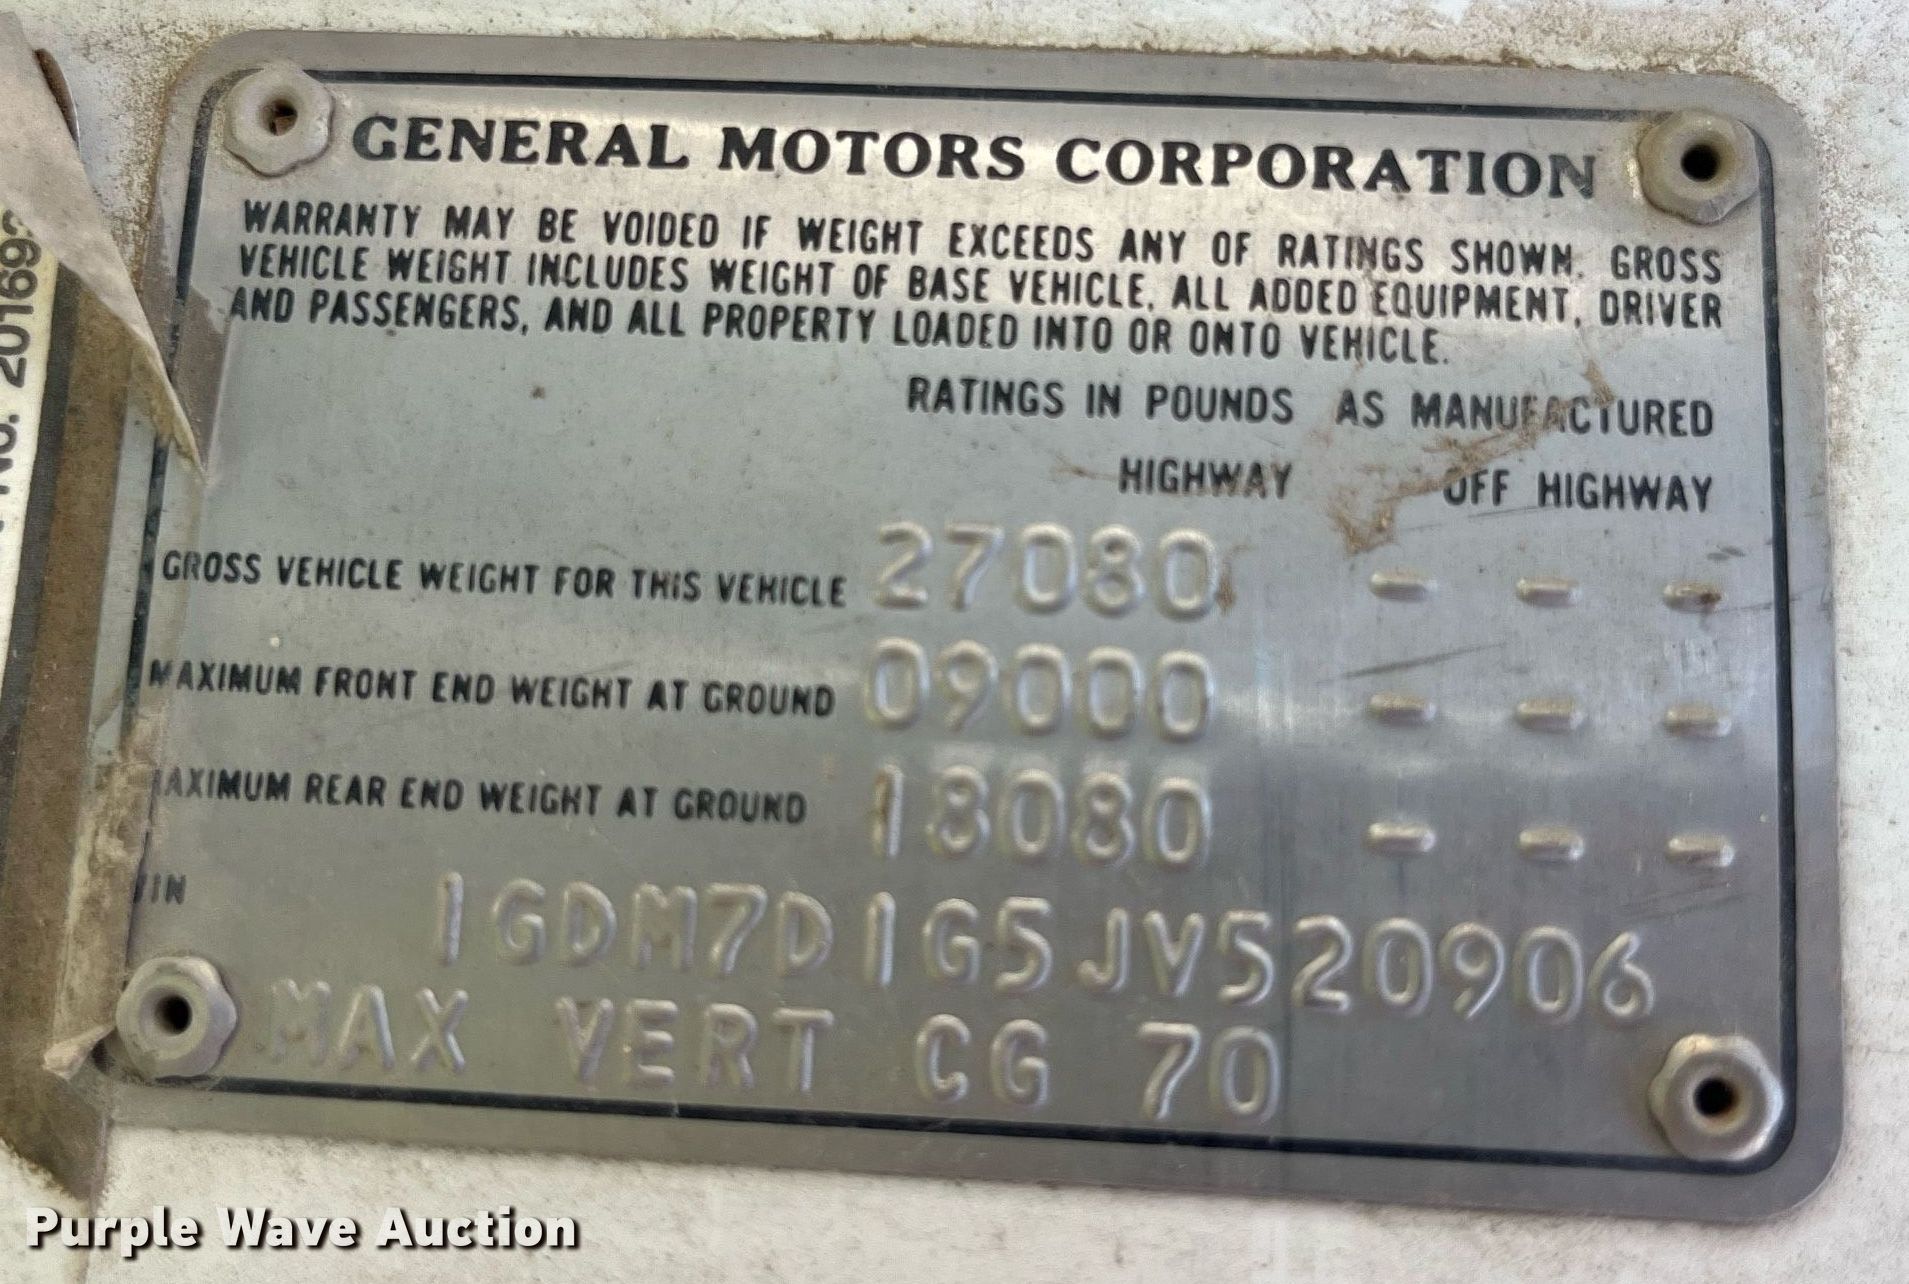 GENERAL MOTORS CORPORATION
WARRANTY MAY BE VOIDED IF WEIGHT EXCEEDS ANY OF RATINGS SHOWN. GROSS
VEHICLE WEIGHT INCLUDES WEIGHT OF BASE VEHICLE, ALL ADDED EQUIPMENT, DRIVER
AND PASSENGERS, AND ALL PROPERTY LOADED INTO OR ONTO VEHICLE.
RATINGS IN POUNDS AS MANUFACTURED
HIGHWAY OFF HIGHWAY
GROSS VEHICLE WEIGHT FOR THIS VEHICLE 27080 - - -
MAXIMUM FRONT END WEIGHT AT GROUND 09000 - - -
MAXIMUM REAR END WEIGHT AT GROUND 18080 - - -
VIN 1GDM7D1G5JV520906
MAX VERT CG 70
No. 201693
Purple Wave Auction